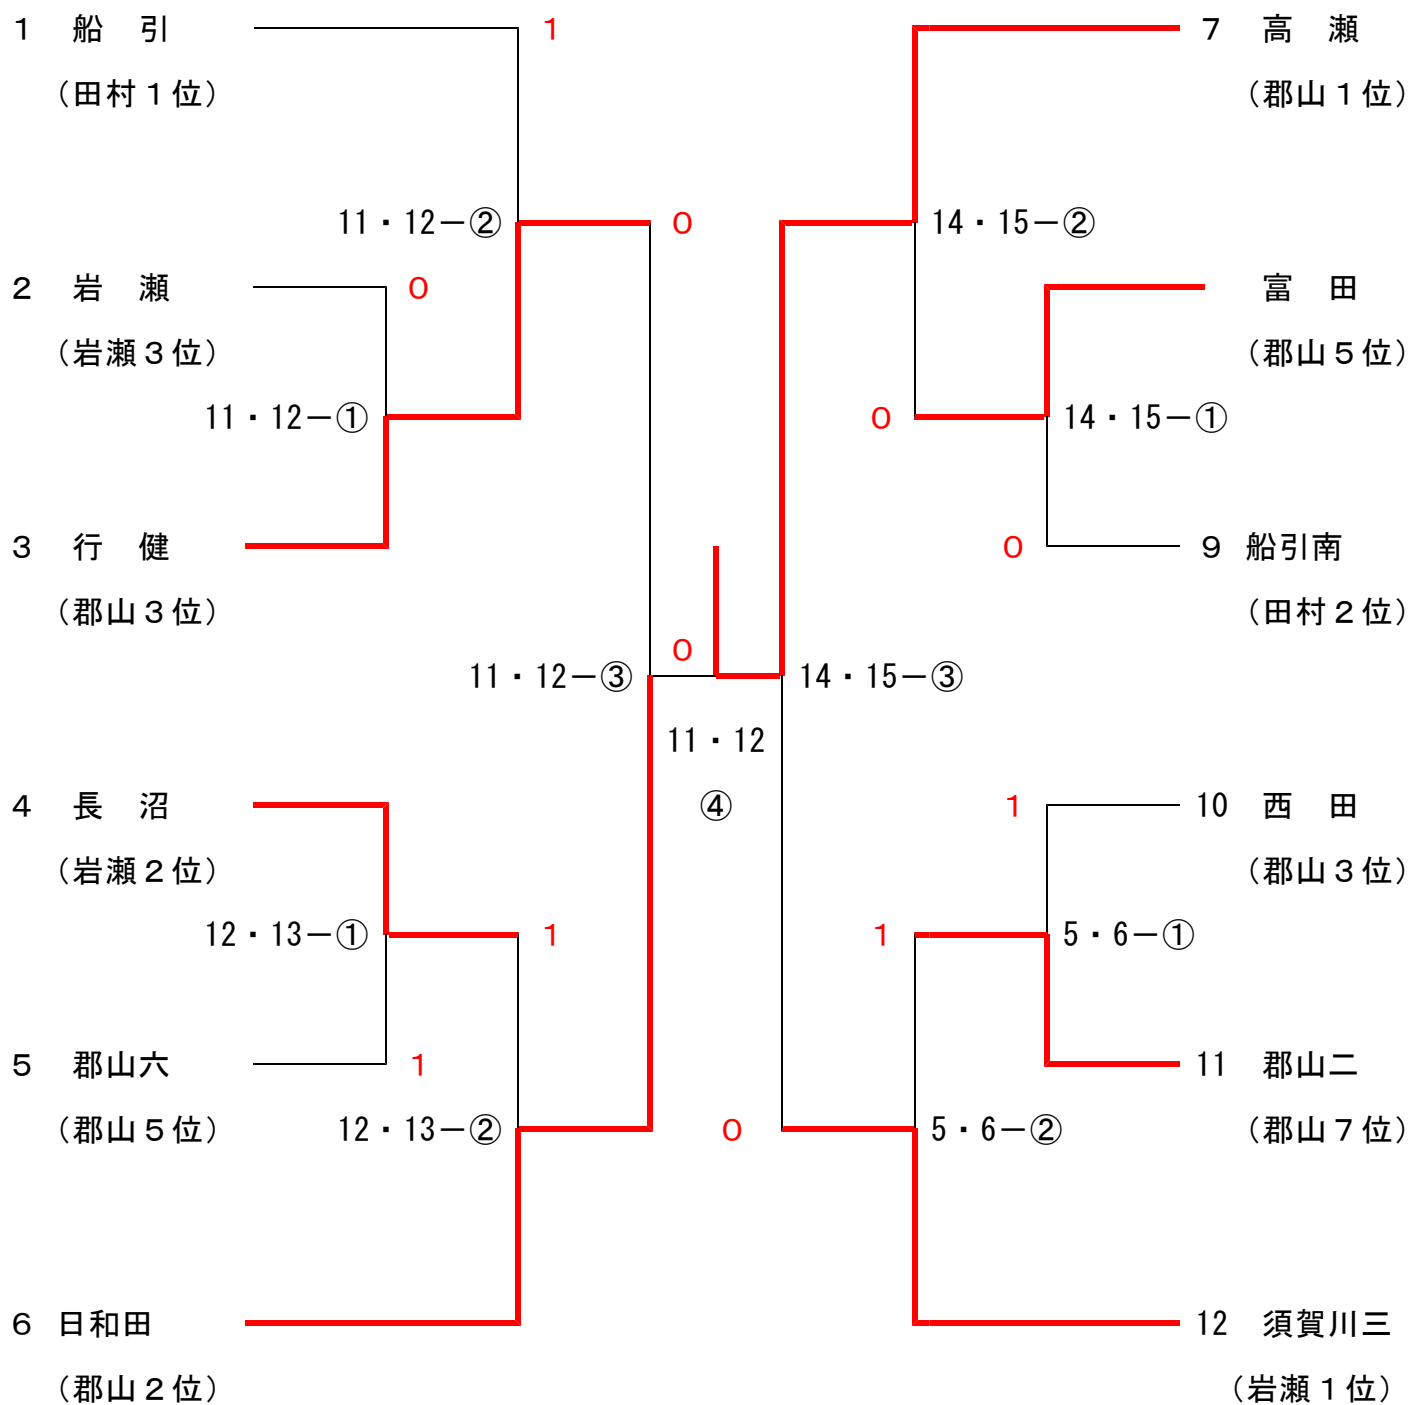 1 船 引
(田村1位)
1
11・12-②
0
2 岩 瀬
0
(岩瀬3位)
11・12-①
3 行 健
(郡山3位)
11・12-③
0
11・12
④
4 長 沼
(岩瀬2位)
12・13-①
1
5 郡山六
1
(郡山5位)
12・13-②
6 日和田
(郡山2位)
7 高 瀬
(郡山1位)
14・15-②
富 田
(郡山5位)
0
14・15-①
0
9 船引南
(田村2位)
14・15-③
1
10 西 田
(郡山3位)
1
5・6-①
11 郡山二
(郡山7位)
0
5・6-②
12 須賀川三
(岩瀬1位)